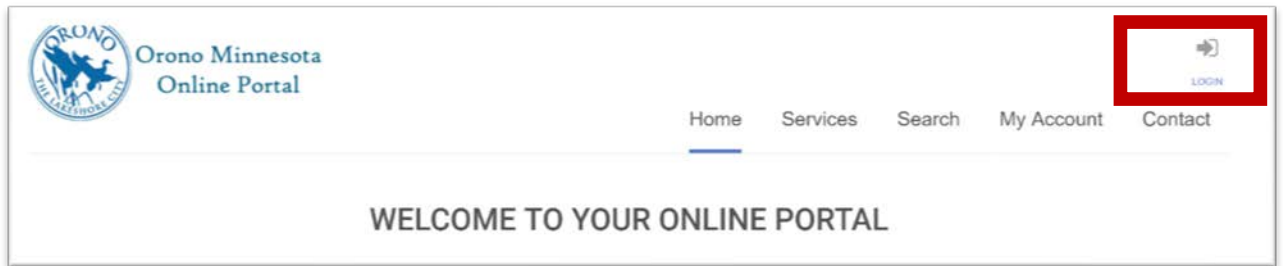 ORONO
THE LAKESHORE CITY
Orono Minnesota
Online Portal
LOGIN
Home Services Search My Account Contact
WELCOME TO YOUR ONLINE PORTAL